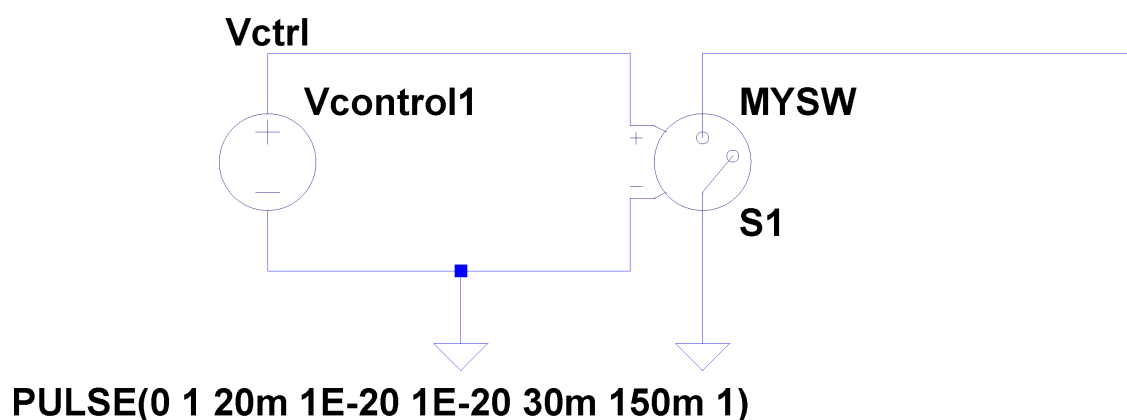 Vctrl
Vcontrol1
MYSW
S1
PULSE(0 1 20m 1E-20 1E-20 30m 150m 1)